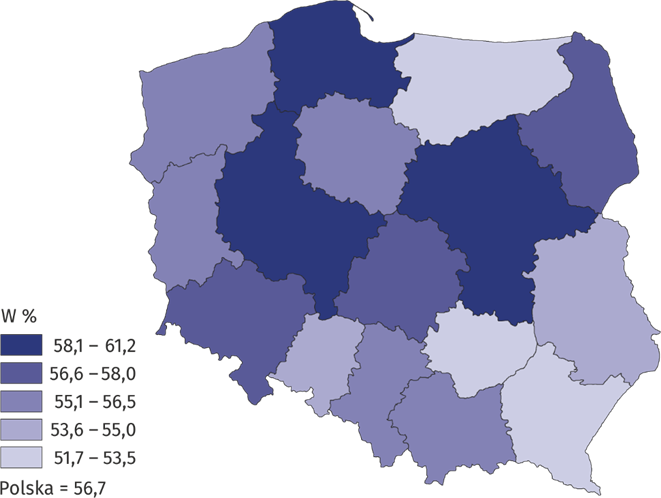 W %
58,1 – 61,2
56,6 – 58,0
55,1 – 56,5
53,6 – 55,0
51,7 – 53,5
Polska = 56,7